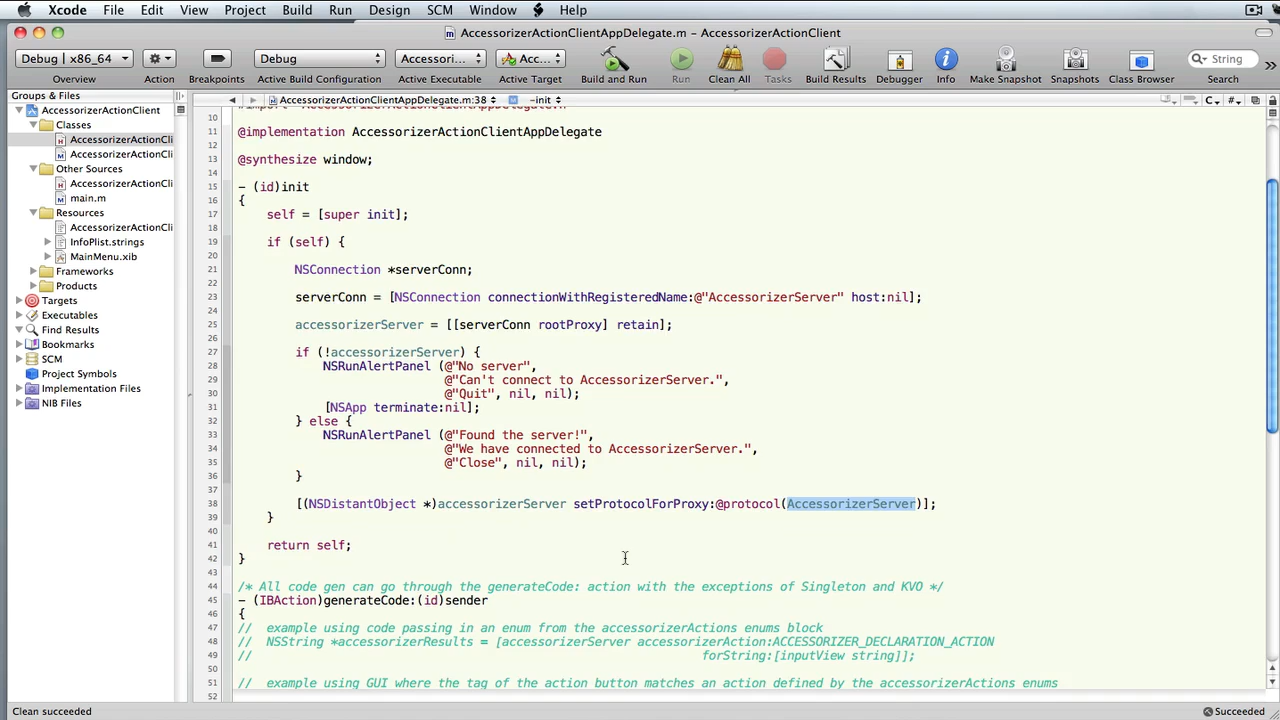 Xcode File Edit View Project Build Run Design SCM Window Help
AccessorizerActionClientAppDelegate.m - AccessorizerActionClient
Debug | x86_64 Debug Accessori... Acc... String
Overview Action Breakpoints Active Build Configuration Active Executable Active Target Build and Run Run Clean All Tasks Build Results Debugger Info Make Snapshot Snapshots Class Browser Search
Groups & Files
AccessorizerActionClient
Classes
AccessorizerActionCli
AccessorizerActionCli
Other Sources
AccessorizerActionCli
main.m
Resources
AccessorizerActionCli
InfoPlist.strings
MainMenu.xib
Frameworks
Products
Targets
Executables
Find Results
Bookmarks
SCM
Project Symbols
Implementation Files
NIB Files
AccessorizerActionClientAppDelegate.m:38 M -init C #
10
11 @implementation AccessorizerActionClientAppDelegate
12
13 @synthesize window;
14
15 - (id)init
16 {
17 self = [super init];
18
19 if (self) {
20
21 NSConnection *serverConn;
22
23 serverConn = [NSConnection connectionWithRegisteredName:@"AccessorizerServer" host:nil];
24
25 accessorizerServer = [[serverConn rootProxy] retain];
26
27 if (!accessorizerServer) {
28 NSRunAlertPanel (@"No server",
29 @"Can't connect to AccessorizerServer.",
30 @"Quit", nil, nil);
31 [NSApp terminate:nil];
32 } else {
33 NSRunAlertPanel (@"Found the server!",
34 @"We have connected to AccessorizerServer.",
35 @"Close", nil, nil);
36 }
37
38 [(NSDistantObject *)accessorizerServer setProtocolForProxy:@protocol(AccessorizerServer)];
39 }
40
41 return self;
42 }
43
44 /* All code gen can go through the generateCode: action with the exceptions of Singleton and KVO */
45 - (IBAction)generateCode:(id)sender
46 {
47 // example using code passing in an enum from the accessorizerActions enums block
48 // NSString *accessorizerResults = [accessorizerServer accessorizerAction:ACCESSORIZER_DECLARATION_ACTION
49 // forString:[inputView string]];
50
51 // example using GUI where the tag of the action button matches an action defined by the accessorizerActions enums
52
Clean succeeded Succeeded